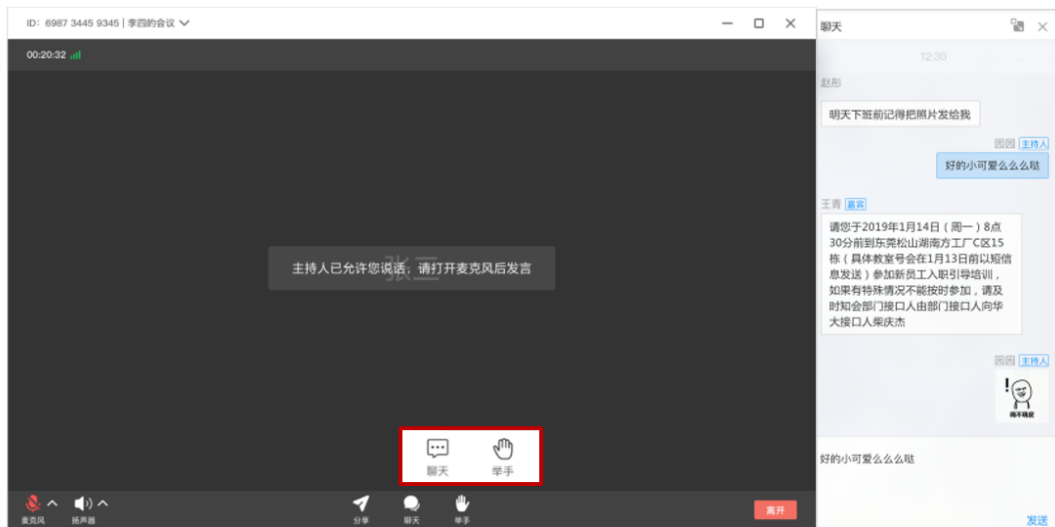 ID: 6987 3445 9345 | 李四的会议
00:20:32
张三
主持人已允许您说话，请打开麦克风后发言
聊天
举手
麦克风
扬声器
分享
聊天
举手
离开
聊天
12:30
赵彤
明天下班前记得把照片发给我
囡囡 主持人
好的小可爱么么么哒
王青 嘉宾
请您于2019年1月14日（周一）8点
30分前到东莞松山湖南方工厂C区15
栋（具体教室号会在1月13日前以短信
息发送）参加新员工入职引导培训，
如果有特殊情况不能按时参加，请及
时知会部门接口人由部门接口人向华
大接口人柴庆杰
囡囡 主持人
好的小可爱么么么哒
发送